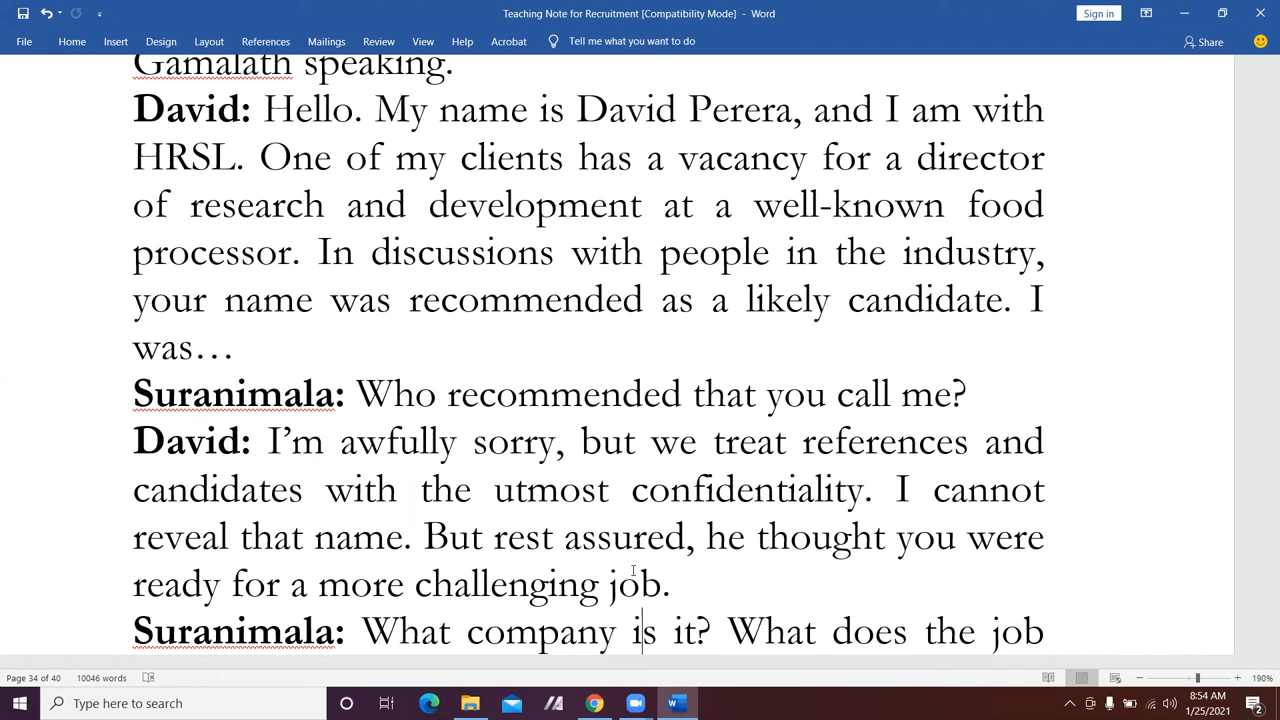 Teaching Note for Recruitment [Compatibility Mode] - Word
Sign in
File Home Insert Design Layout References Mailings Review View Help Acrobat Tell me what you want to do Share
Gamalath speaking.
David: Hello. My name is David Perera, and I am with
HRSL. One of my clients has a vacancy for a director
of research and development at a well-known food
processor. In discussions with people in the industry,
your name was recommended as a likely candidate. I
was…
Suranimala: Who recommended that you call me?
David: I’m awfully sorry, but we treat references and
candidates with the utmost confidentiality. I cannot
reveal that name. But rest assured, he thought you were
ready for a more challenging job.
Suranimala: What company is it? What does the job
Page 34 of 40 10046 words 190%
Type here to search
8:54 AM
1/25/2021
2